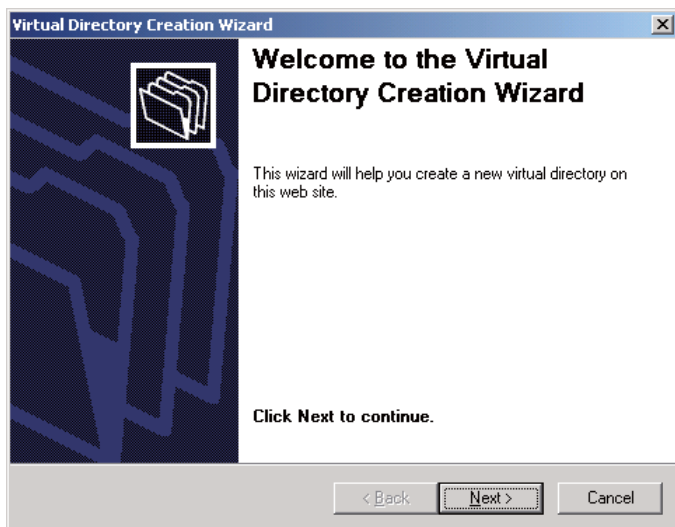 Virtual Directory Creation Wizard
Welcome to the Virtual
Directory Creation Wizard
This wizard will help you create a new virtual directory on
this web site.
Click Next to continue.
< Back
Next >
Cancel